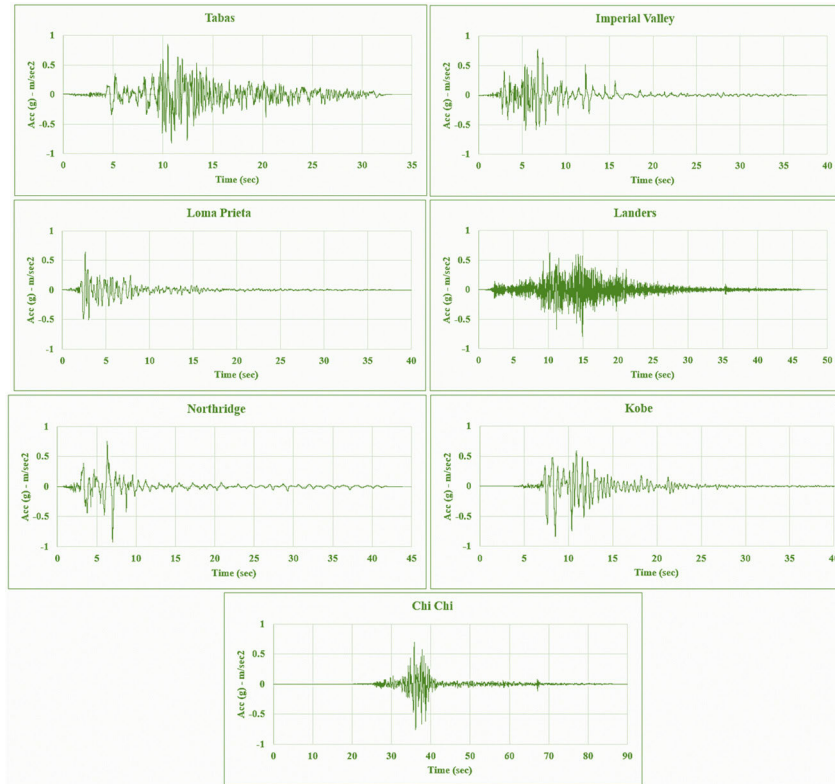 Tabas
Acc (g) - m/sec2
1
0.5
0
-0.5
-1
0 5 10 15 20 25 30 35
Time (sec)
Imperial Valley
Acc (g) - m/sec2
1
0.5
0
-0.5
-1
0 5 10 15 20 25 30 35 40
Time (sec)
Loma Prieta
Acc (g) - m/sec2
1
0.5
0
-0.5
-1
0 5 10 15 20 25 30 35 40
Time (sec)
Landers
Acc (g) - m/sec2
1
0.5
0
-0.5
-1
0 5 10 15 20 25 30 35 40 45 50
Time (sec)
Northridge
Acc (g) - m/sec2
1
0.5
0
-0.5
-1
0 5 10 15 20 25 30 35 40 45
Time (sec)
Kobe
Acc (g) - m/sec2
1
0.5
0
-0.5
-1
0 5 10 15 20 25 30 35 40
Time (sec)
Chi Chi
Acc (g) - m/sec2
1
0.5
0
-0.5
-1
0 10 20 30 40 50 60 70 80 90
Time (sec)